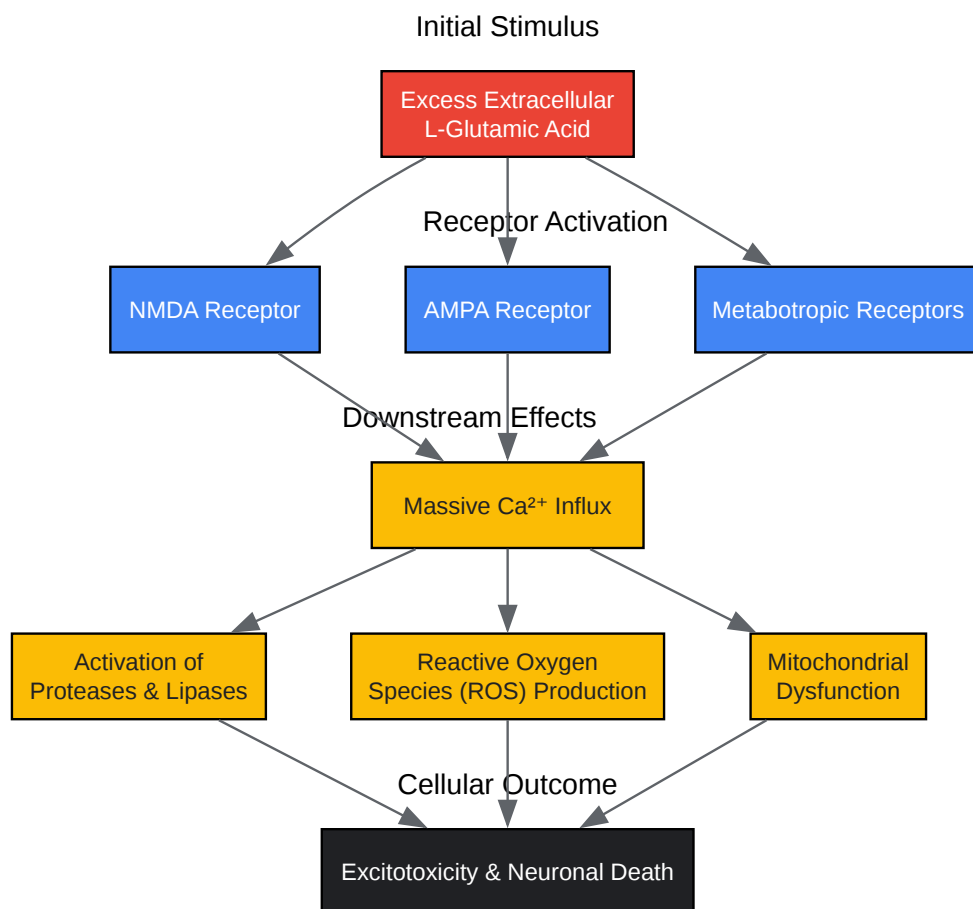 Initial Stimulus
Excess Extracellular
L-Glutamic Acid
Receptor Activation
NMDA Receptor
AMPA Receptor
Metabotropic Receptors
Downstream Effects
Massive Ca²⁺ Influx
Activation of
Proteases & Lipases
Reactive Oxygen
Species (ROS) Production
Mitochondrial
Dysfunction
Cellular Outcome
Excitotoxicity & Neuronal Death